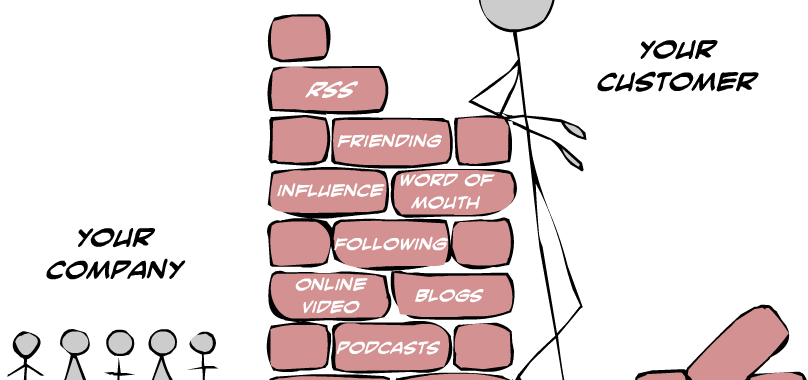 YOUR
CUSTOMER
RSS
FRIENDING
INFLUENCE
WORD OF
MOUTH
YOUR
COMPANY
FOLLOWING
ONLINE
VIDEO
BLOGS
PODCASTS